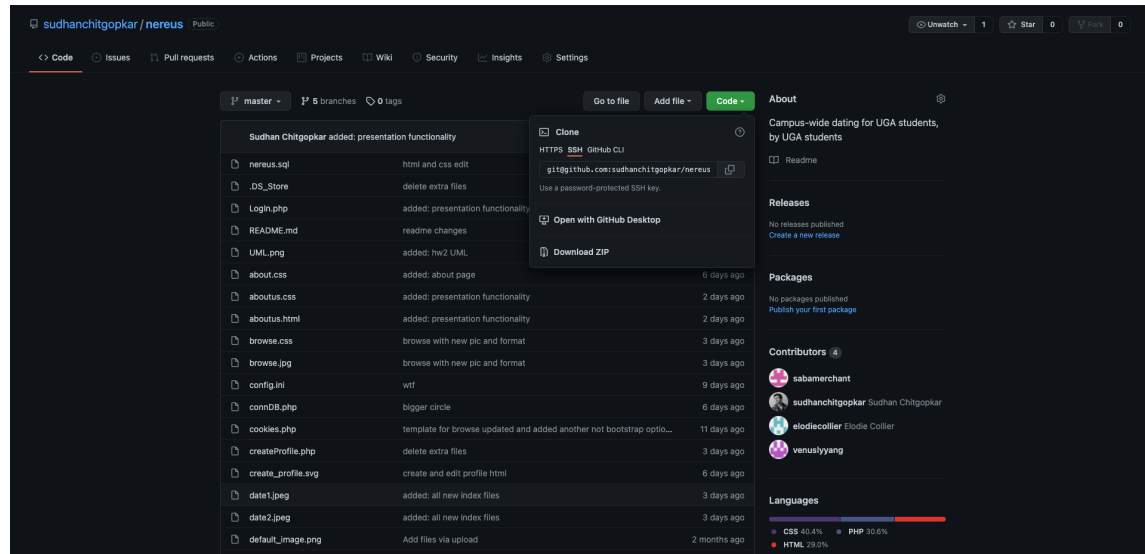 sudhanchitgopkar / nereus Public
Unwatch 1 Star 0 Fork 0
Code Issues Pull requests Actions Projects Wiki Security Insights Settings
master 5 branches 0 tags Go to file Add file Code
Sudhan Chitgopkar added: presentation functionality
nereus.sql html and css edit
.DS_Store delete extra files
LogIn.php added: presentation functionality
README.md readme changes
UML.png added: hw2 UML
about.css added: about page 6 days ago
aboutus.css added: presentation functionality 2 days ago
aboutus.html added: presentation functionality 2 days ago
browse.css browse with new pic and format 3 days ago
browse.jpg browse with new pic and format 3 days ago
config.ini wtf 9 days ago
connDB.php bigger circle 6 days ago
cookies.php template for browse updated and added another not bootstrap optio... 11 days ago
createProfile.php delete extra files 3 days ago
create_profile.svg create and edit profile html 6 days ago
date1.jpeg added: all new index files 3 days ago
date2.jpeg added: all new index files 3 days ago
default_image.png Add files via upload 2 months ago
Clone
HTTPS SSH GitHub CLI
git@github.com:sudhanchitgopkar/nereus
Use a password-protected SSH key.
Open with GitHub Desktop
Download ZIP
About
Campus-wide dating for UGA students,
by UGA students
Readme
Releases
No releases published
Create a new release
Packages
No packages published
Publish your first package
Contributors 4
sabamerchant
sudhanchitgopkar Sudhan Chitgopkar
elodiecollier Elodie Collier
venuslyyang
Languages
CSS 40.4% PHP 30.6%
HTML 29.0%